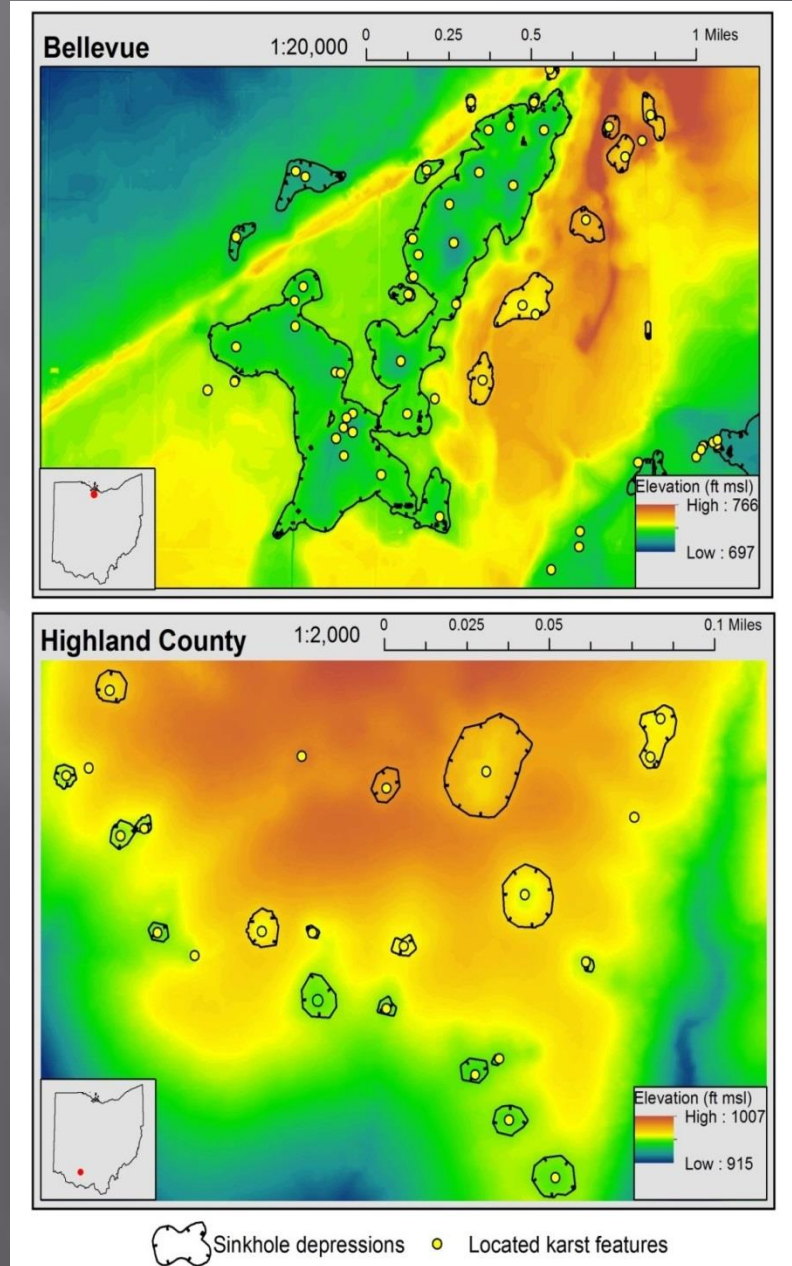 Bellevue 1:20,000 0 0.25 0.5 1 Miles
Elevation (ft msl)
High : 766
Low : 697
Highland County 1:2,000 0 0.025 0.05 0.1 Miles
Elevation (ft msl)
High : 1007
Low : 915
Sinkhole depressions Located karst features